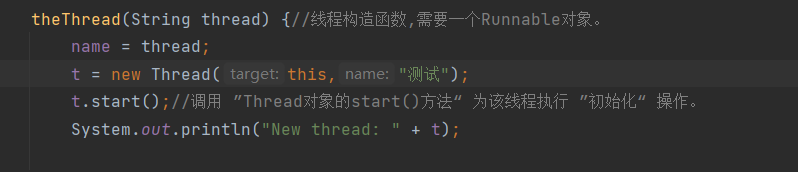 theThread(String thread) {//线程构造函数,需要一个Runnable对象。
name = thread;
t = new Thread( target: this, name: "测试");
t.start();//调用 ”Thread对象的start()方法“ 为该线程执行 ”初始化“ 操作。
System.out.println("New thread: " + t);